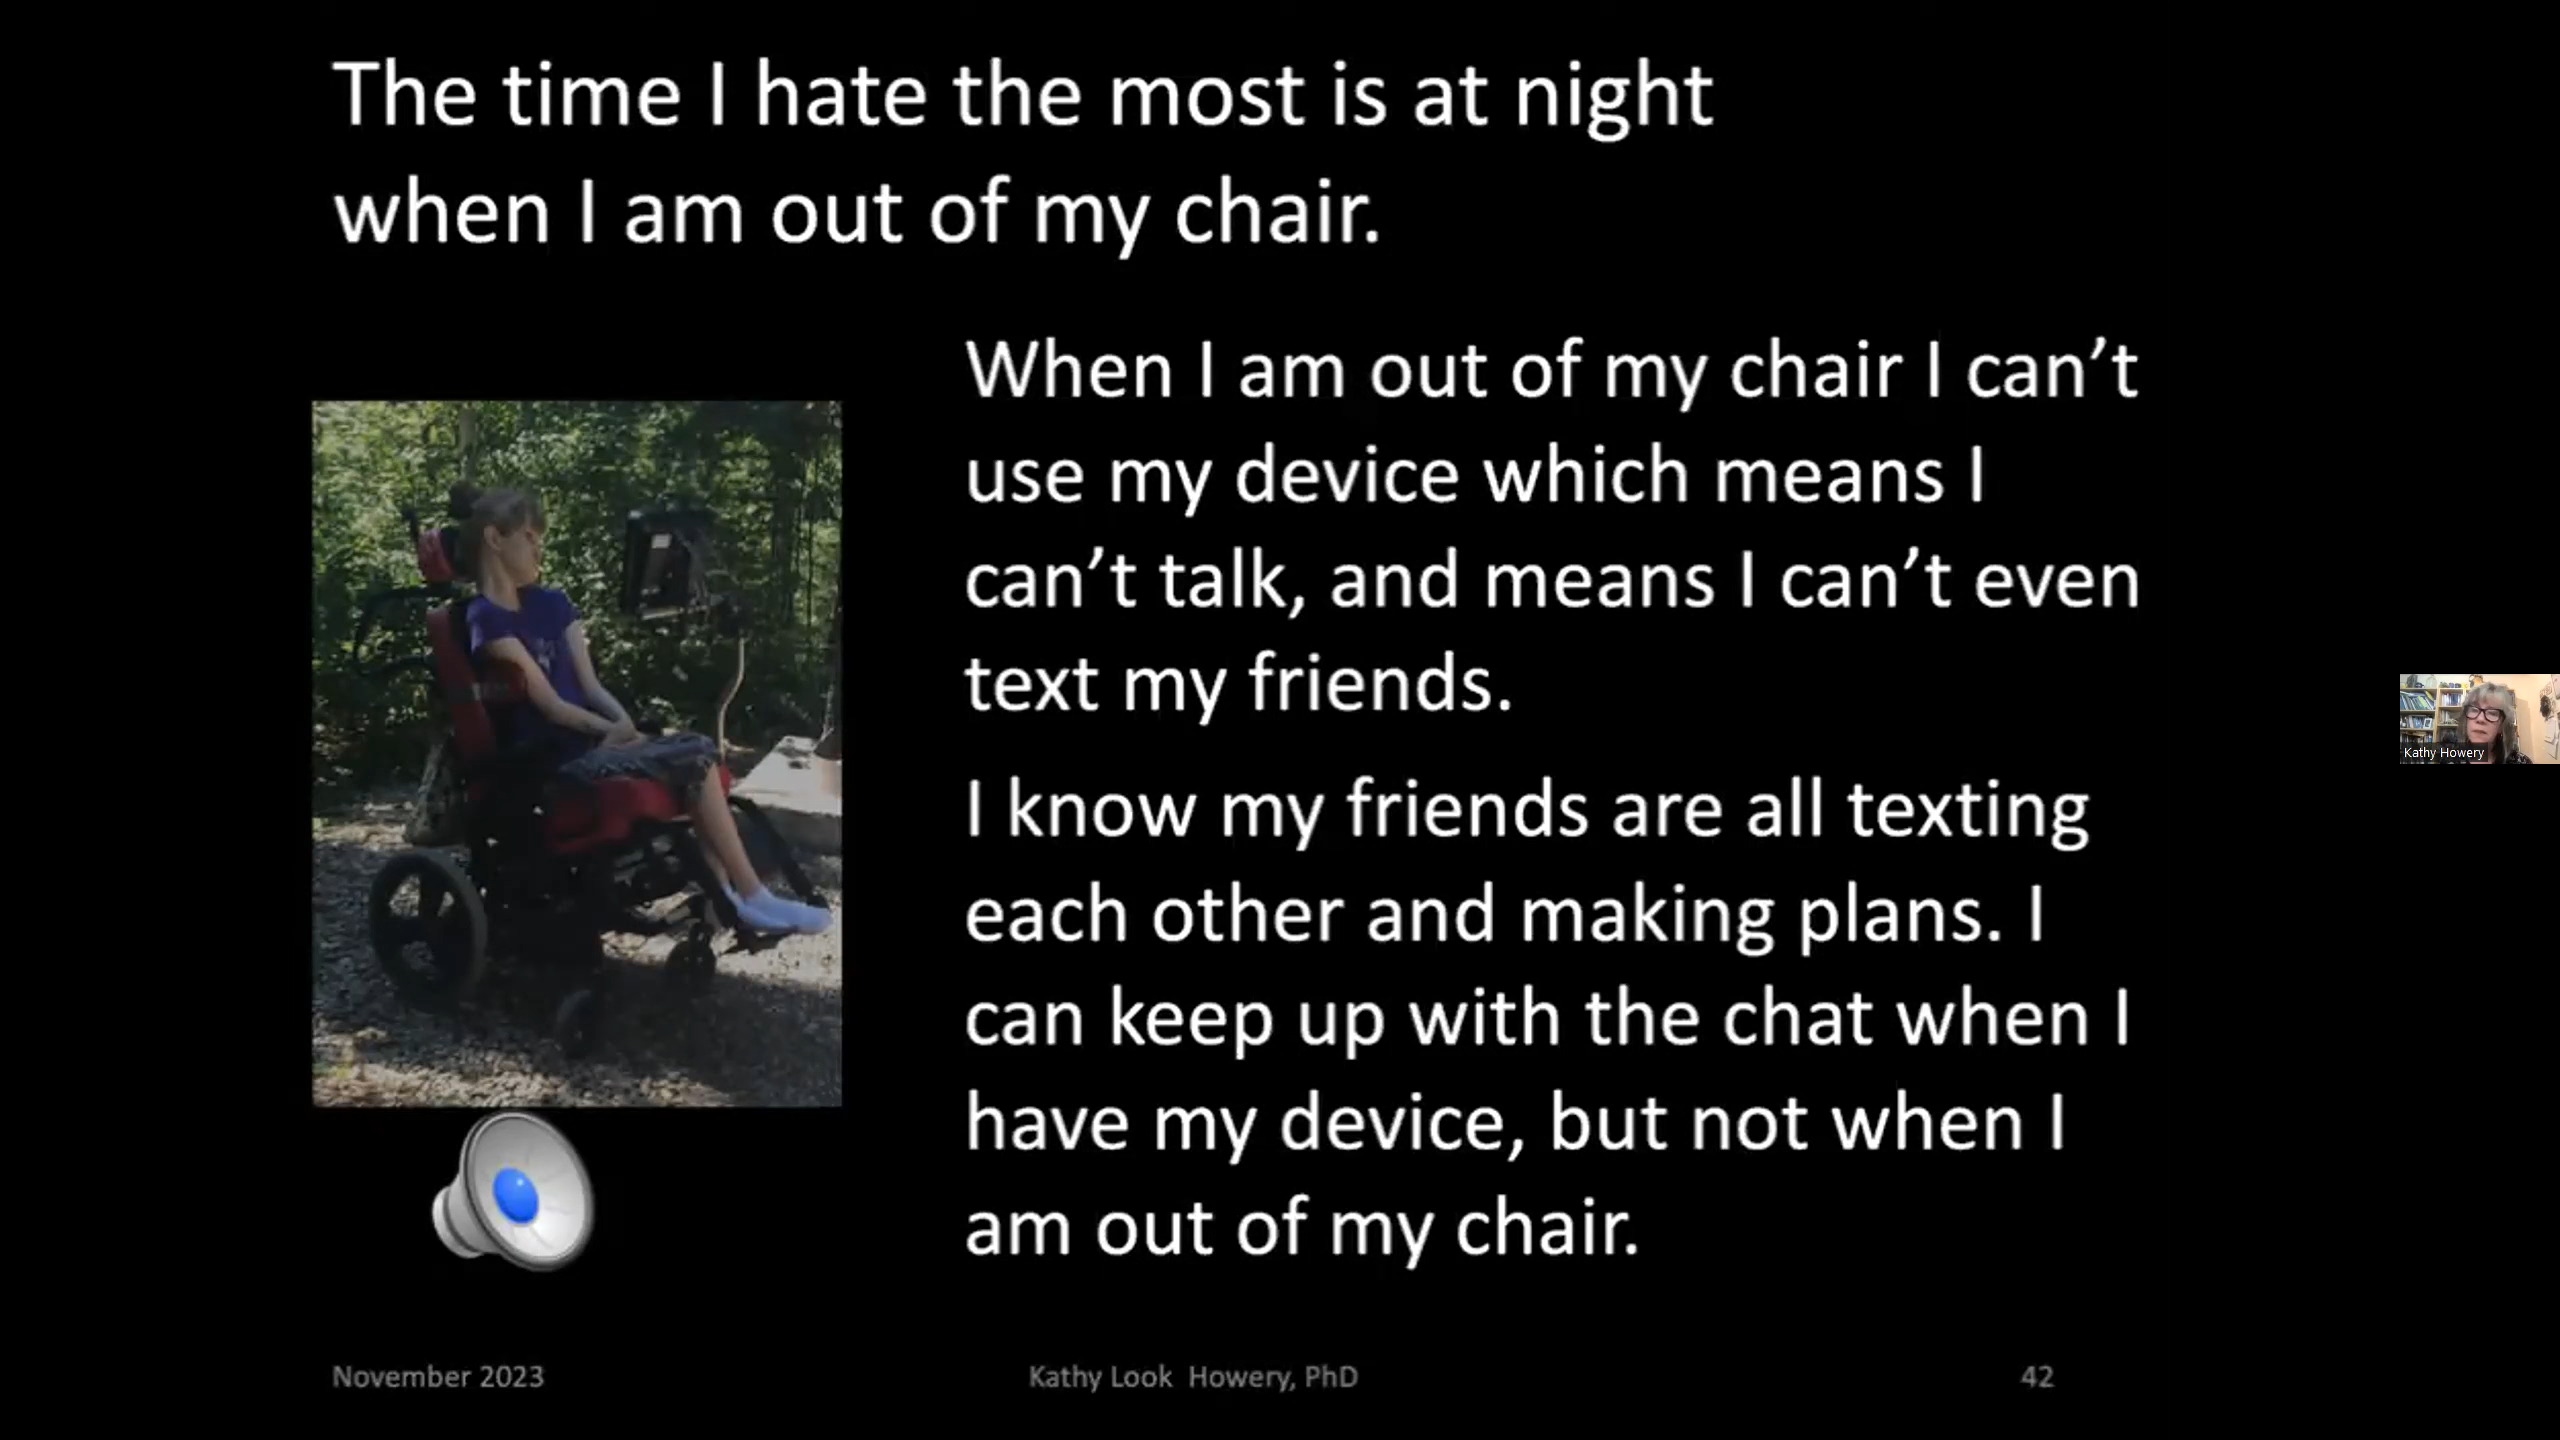 The time I hate the most is at night
when I am out of my chair.
When I am out of my chair I can’t
use my device which means I
can’t talk, and means I can’t even
text my friends.
I know my friends are all texting
each other and making plans. I
can keep up with the chat when I
have my device, but not when I
am out of my chair.
Kathy Howery
November 2023
Kathy Look Howery, PhD
42